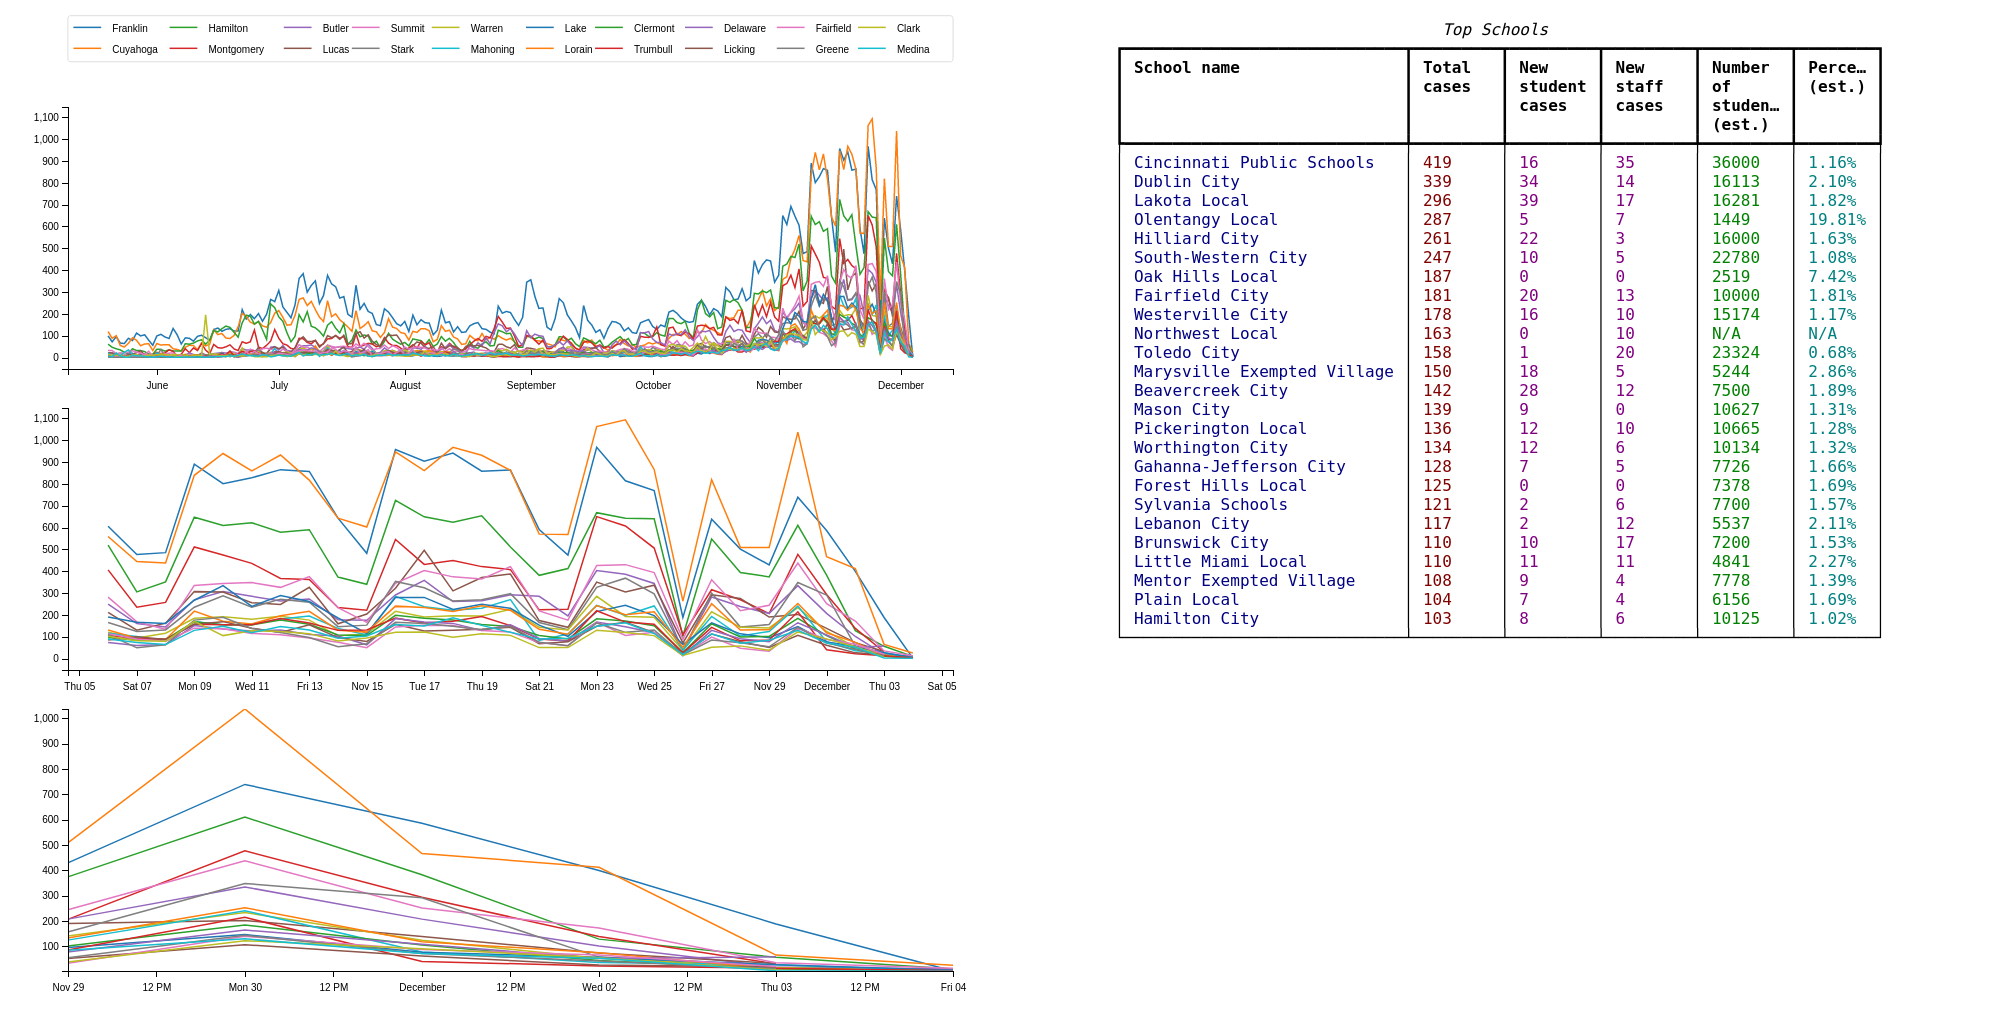 Franklin Hamilton Butler Summit Warren Lake Clermont Delaware Fairfield Clark
Cuyahoga Montgomery Lucas Stark Mahoning Lorain Trumbull Licking Greene Medina
1,100
1,000
900
800
700
600
500
400
300
200
100
0
June July August September October November December
1,100
1,000
900
800
700
600
500
400
300
200
100
0
Thu 05 Sat 07 Mon 09 Wed 11 Fri 13 Nov 15 Tue 17 Thu 19 Sat 21 Mon 23 Wed 25 Fri 27 Nov 29 December Thu 03 Sat 05
1,000
900
800
700
600
500
400
300
200
100
Nov 29 12 PM Mon 30 12 PM December 12 PM Wed 02 12 PM Thu 03 12 PM Fri 04
Top Schools
School name Total New New Number Perce…
cases student staff of (est.)
cases cases studen…
(est.)
Cincinnati Public Schools 419 16 35 36000 1.16%
Dublin City 339 34 14 16113 2.10%
Lakota Local 296 39 17 16281 1.82%
Olentangy Local 287 5 7 1449 19.81%
Hilliard City 261 22 3 16000 1.63%
South-Western City 247 10 5 22780 1.08%
Oak Hills Local 187 0 0 2519 7.42%
Fairfield City 181 20 13 10000 1.81%
Westerville City 178 16 10 15174 1.17%
Northwest Local 163 0 10 N/A N/A
Toledo City 158 1 20 23324 0.68%
Marysville Exempted Village 150 18 5 5244 2.86%
Beavercreek City 142 28 12 7500 1.89%
Mason City 139 9 0 10627 1.31%
Pickerington Local 136 12 10 10665 1.28%
Worthington City 134 12 6 10134 1.32%
Gahanna-Jefferson City 128 7 5 7726 1.66%
Forest Hills Local 125 0 0 7378 1.69%
Sylvania Schools 121 2 6 7700 1.57%
Lebanon City 117 2 12 5537 2.11%
Brunswick City 110 10 17 7200 1.53%
Little Miami Local 110 11 11 4841 2.27%
Mentor Exempted Village 108 9 4 7778 1.39%
Plain Local 104 7 4 6156 1.69%
Hamilton City 103 8 6 10125 1.02%